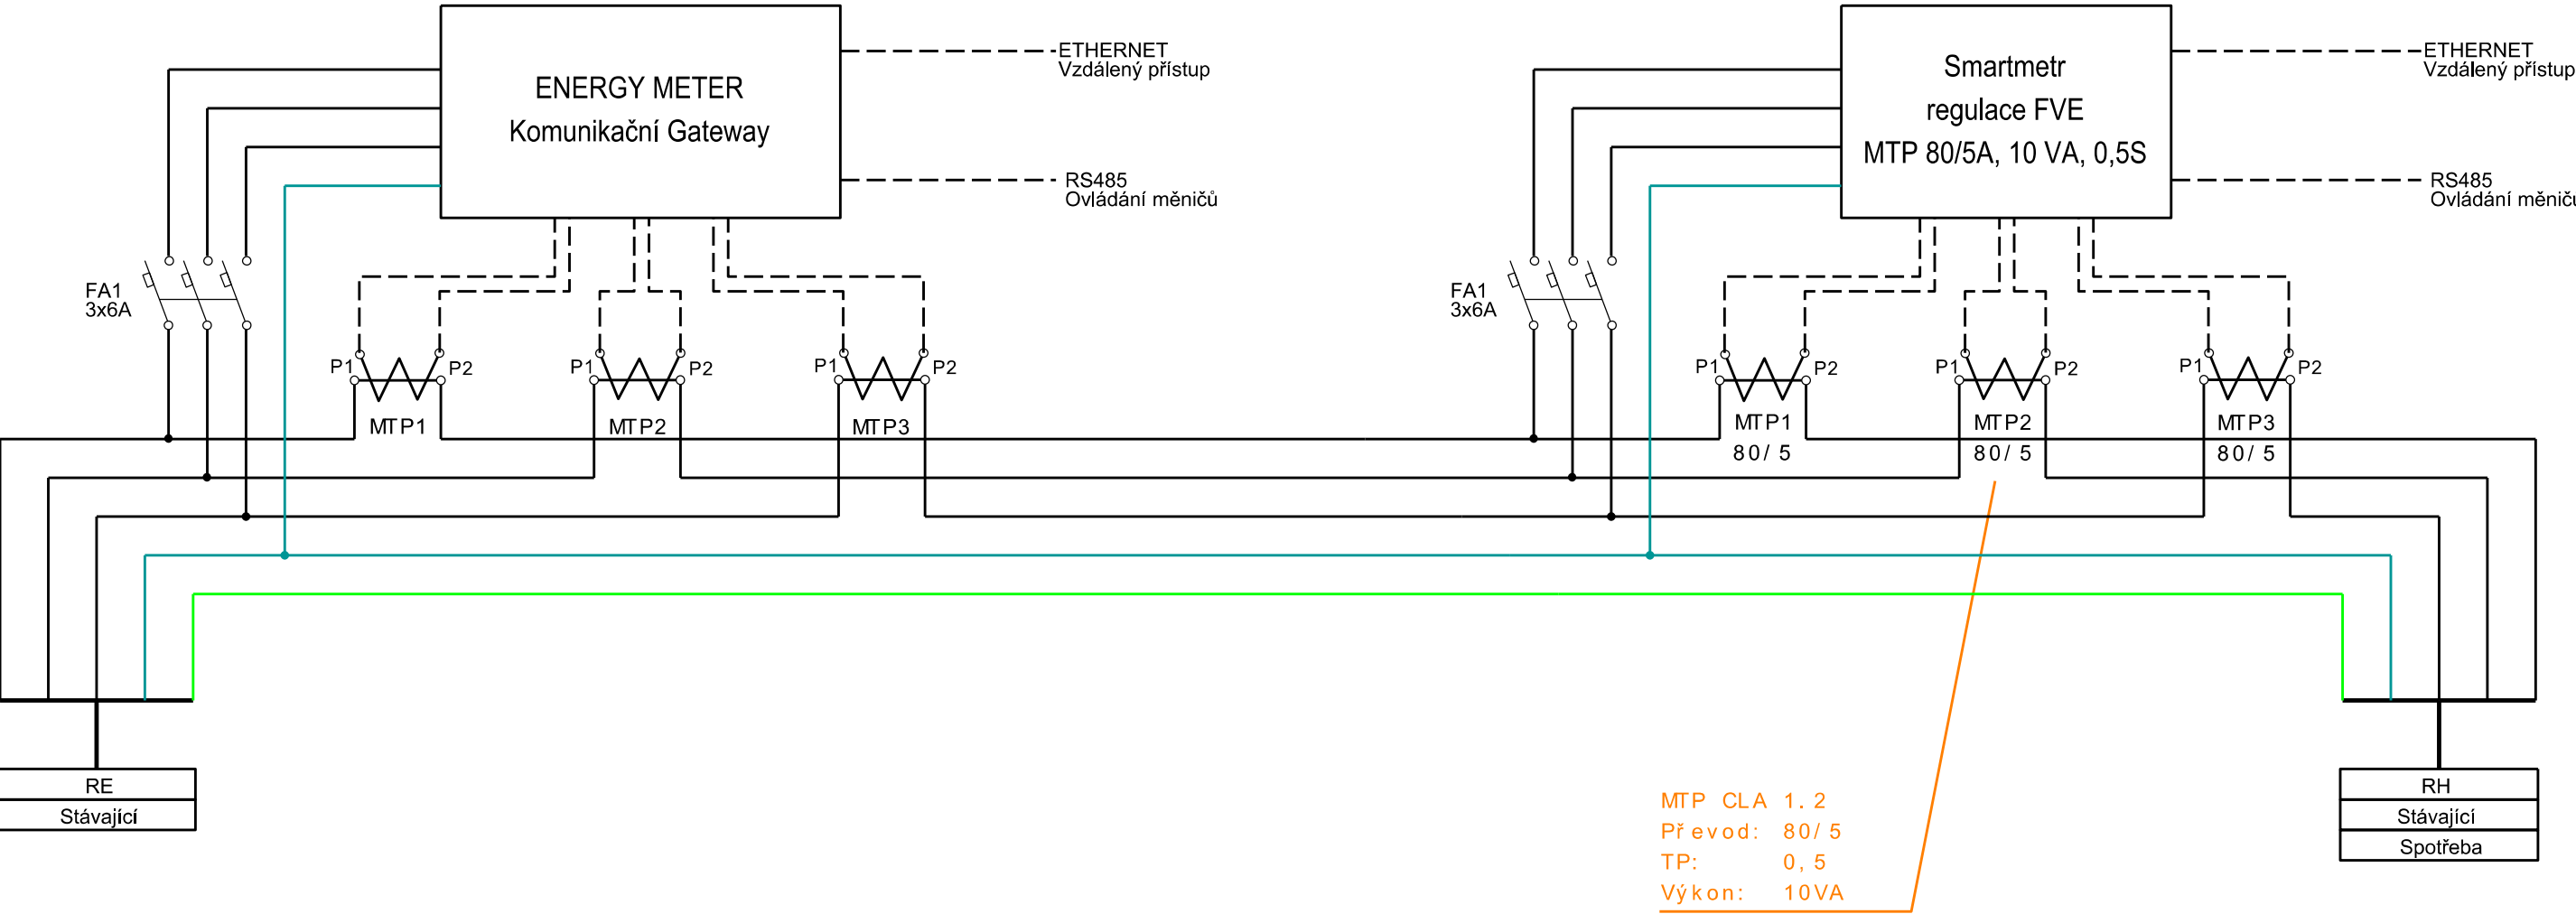 ENERGY METER
Komunikační Gateway
ETHERNET
Vzdálený přístup
RS485
Ovládání měničů
FA1
3x6A
P1
P2
MTP1
P1
P2
MTP2
P1
P2
MTP3
Smartmetr
regulace FVE
MTP 80/5A, 10 VA, 0,5S
ETHERNET
Vzdálený přístup
RS485
Ovládání měničů
FA1
3x6A
P1
P2
MTP1
80/5
P1
P2
MTP2
80/5
P1
P2
MTP3
80/5
RE
Stávající
MTP CLA 1.2
Převod: 80/5
TP: 0,5
Výkon: 10VA
RH
Stávající
Spotřeba